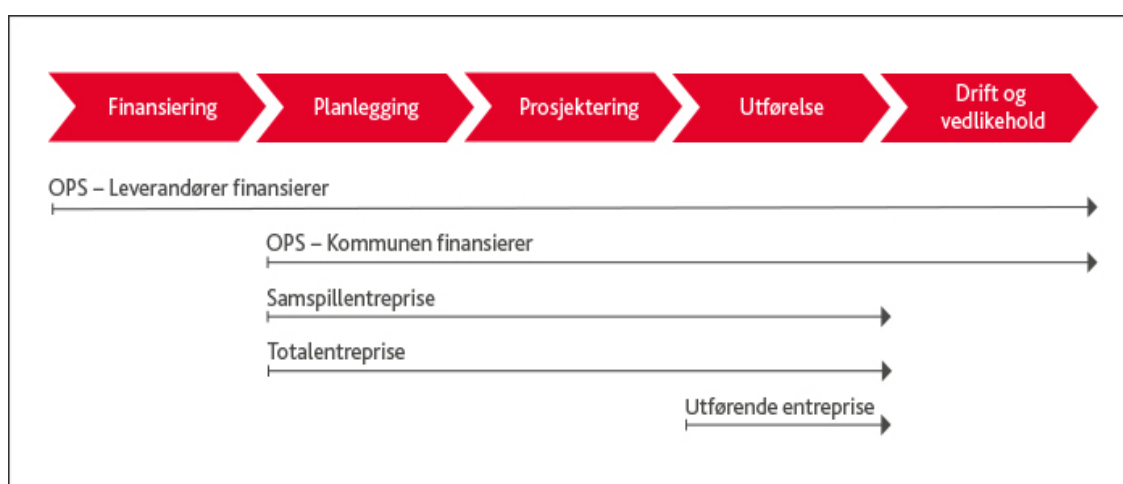 Finansiering
Planlegging
Prosjektering
Utførelse
Drift og
vedlikehold
OPS – Leverandører finansierer
OPS – Kommunen finansierer
Samspillentreprise
Totalentreprise
Utførende entreprise